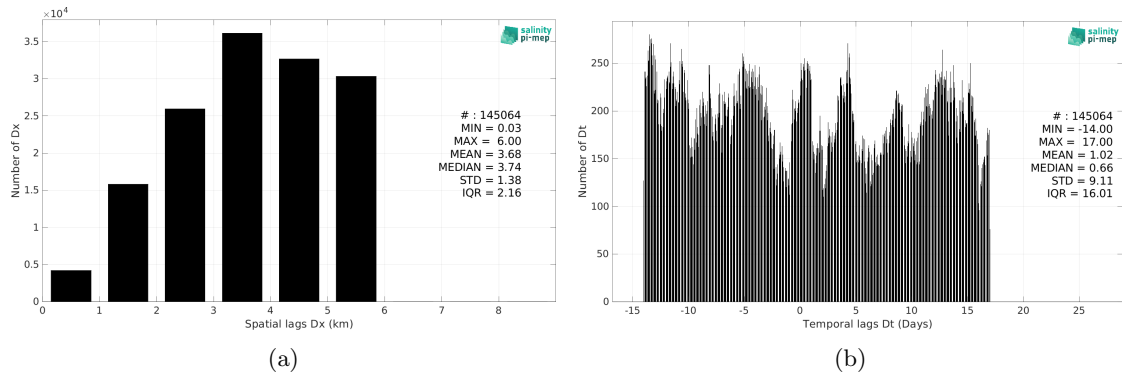 ×10⁴
3.5
3
2.5
2
1.5
1
0.5
0
0 1 2 3 4 5 6 7 8
Number of Dx
Spatial lags Dx (km)
salinity
pi-mep
# : 145064
MIN = 0.03
MAX = 6.00
MEAN = 3.68
MEDIAN = 3.74
STD = 1.38
IQR = 2.16
(a)
250
200
150
100
50
0
-15 -10 -5 0 5 10 15 20 25
Number of Dt
Temporal lags Dt (Days)
salinity
pi-mep
# : 145064
MIN = -14.00
MAX = 17.00
MEAN = 1.02
MEDIAN = 0.66
STD = 9.11
IQR = 16.01
(b)